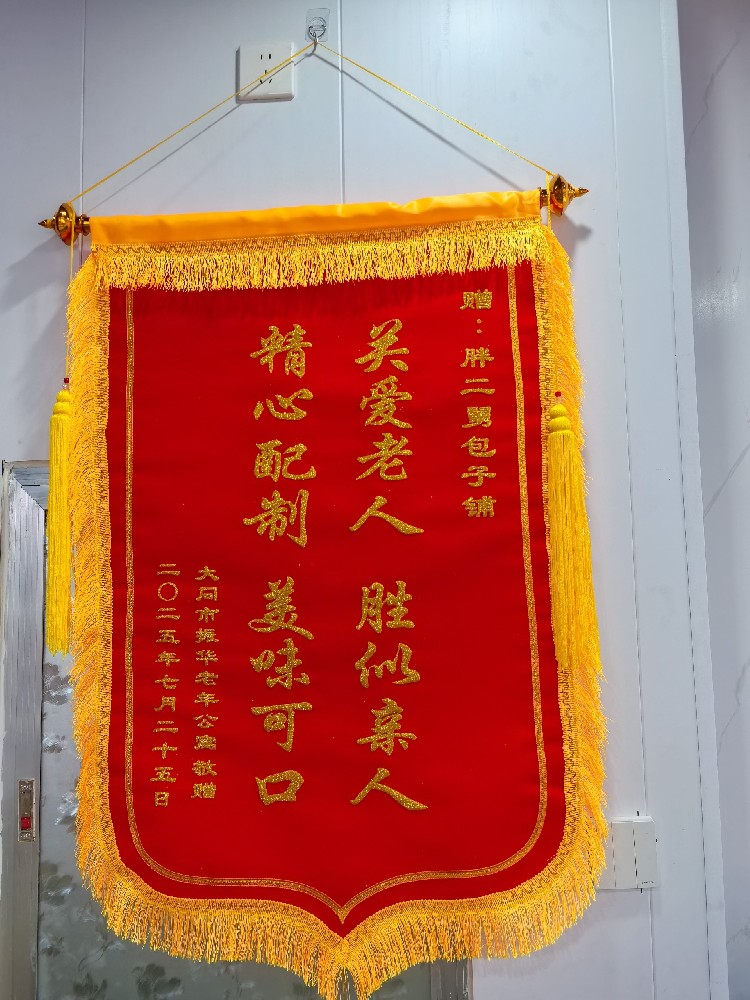 赠：胖二舅包子铺
关爱老人 胜似亲人
精心配制 美味可口
大同市振华老年公寓敬赠
二〇二五年七月二十五日